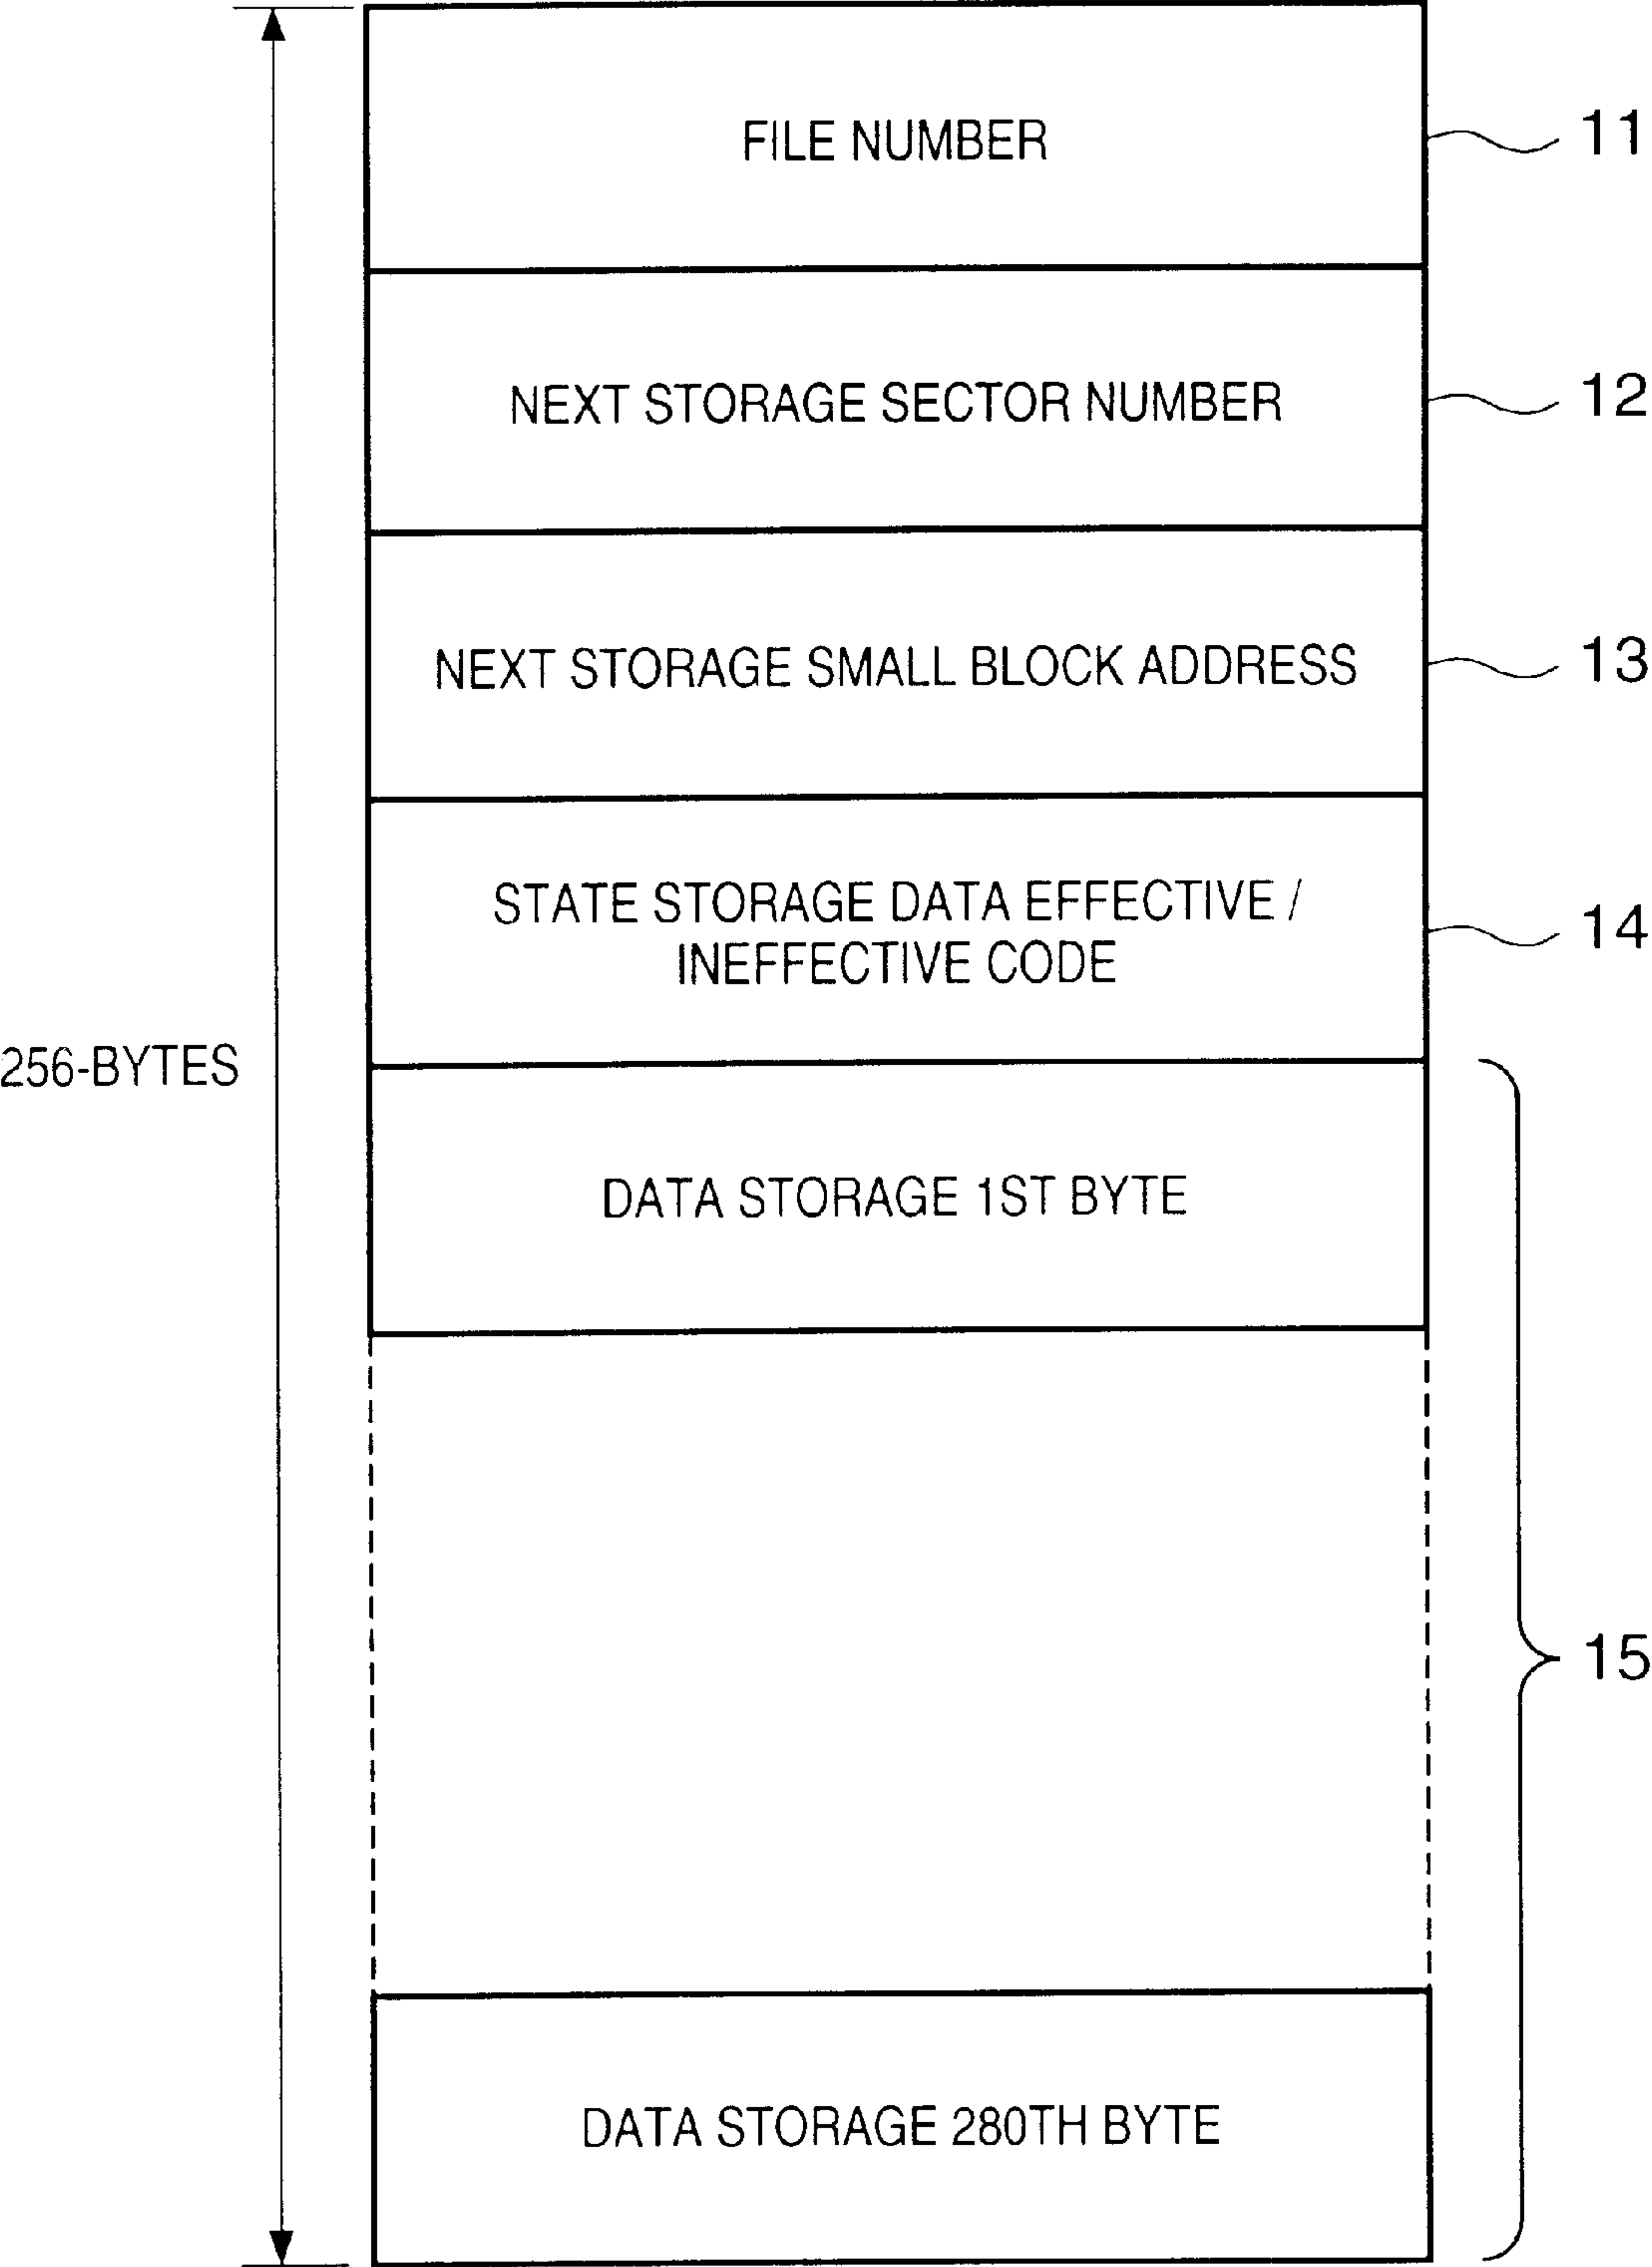 FILE NUMBER
11
NEXT STORAGE SECTOR NUMBER
12
NEXT STORAGE SMALL BLOCK ADDRESS
13
STATE STORAGE DATA EFFECTIVE /
INEFFECTIVE CODE
14
256-BYTES
DATA STORAGE 1ST BYTE
15
DATA STORAGE 280TH BYTE